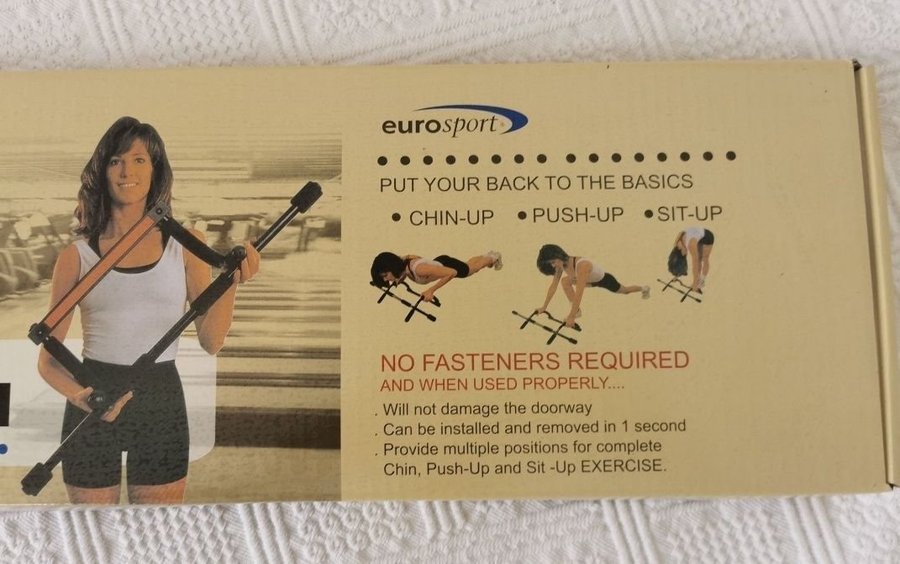 eurosport
PUT YOUR BACK TO THE BASICS
• CHIN-UP • PUSH-UP • SIT-UP
NO FASTENERS REQUIRED
AND WHEN USED PROPERLY....
. Will not damage the doorway
. Can be installed and removed in 1 second
. Provide multiple positions for complete
Chin, Push-Up and Sit -Up EXERCISE.